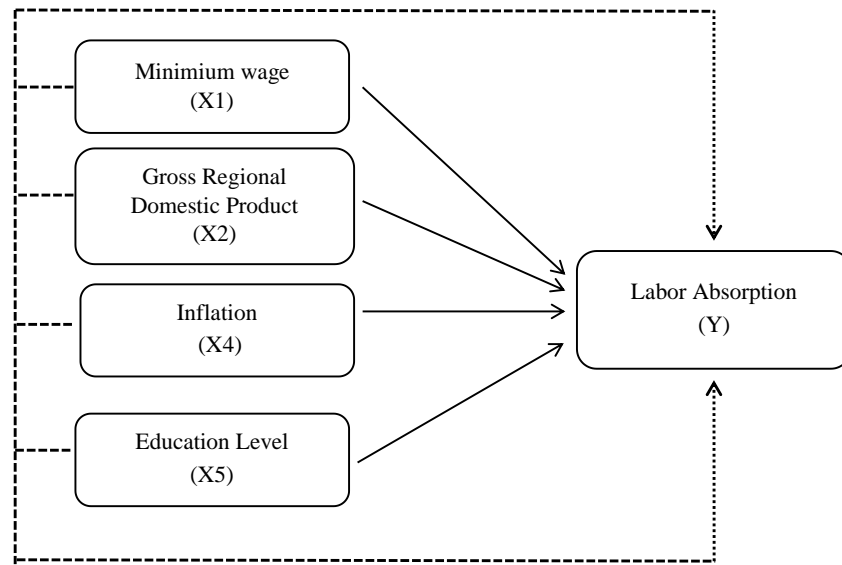 Minimium wage
(X1)
Gross Regional
Domestic Product
(X2)
Inflation
(X4)
Education Level
(X5)
Labor Absorption
(Y)